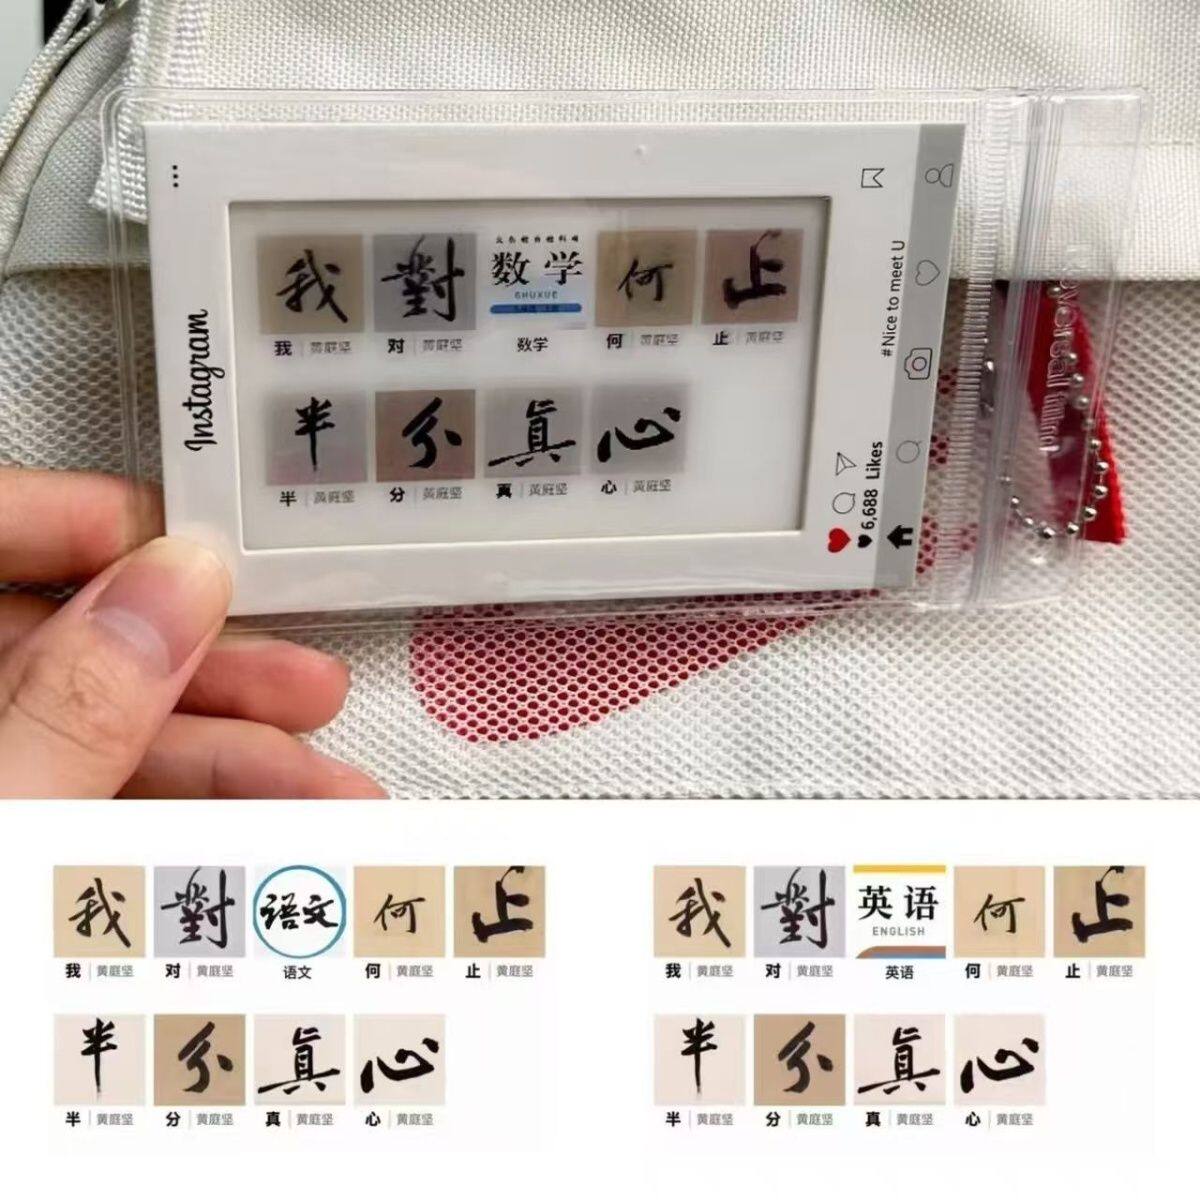 Instagram
我 對 数学 何 止
SHUXUE
我 | 黄庭坚 对 | 黄庭坚 数学 何 | 黄庭坚 止 | 黄庭坚
半 分 真 心
半 | 黄庭坚 分 | 黄庭坚 真 | 黄庭坚 心 | 黄庭坚
#Nice to meet U
6,688 Likes
我 對 语文 何 止
我 | 黄庭坚 对 | 黄庭坚 语文 何 | 黄庭坚 止 | 黄庭坚
半 分 真 心
半 | 黄庭坚 分 | 黄庭坚 真 | 黄庭坚 心 | 黄庭坚
我 對 英语 何 止
ENGLISH
我 | 黄庭坚 对 | 黄庭坚 英语 何 | 黄庭坚 止 | 黄庭坚
半 分 真 心
半 | 黄庭坚 分 | 黄庭坚 真 | 黄庭坚 心 | 黄庭坚